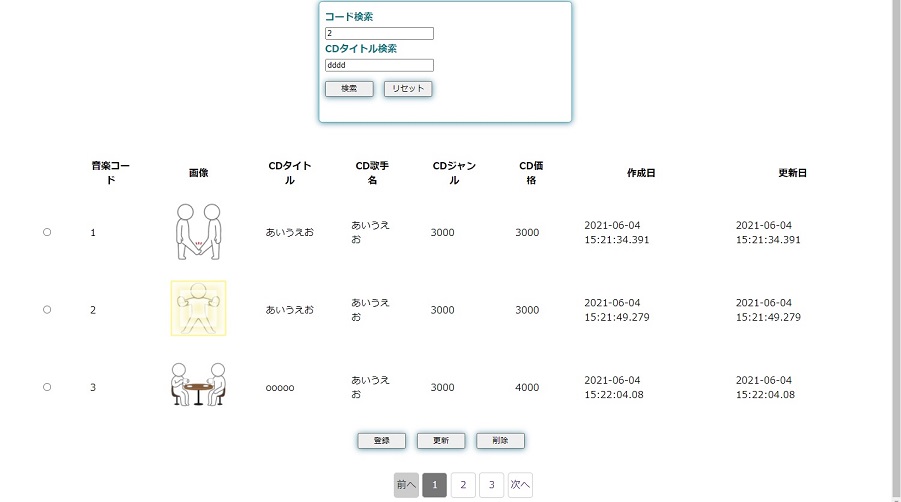 コード検索
2
CDタイトル検索
dddd
検索 リセット
音楽コード 画像 CDタイトル CD歌手名 CDジャンル CD価格 作成日 更新日
1 あいうえお あいうえお 3000 3000 2021-06-04 15:21:34.391 2021-06-04 15:21:34.391
2 あいうえお あいうえお 3000 3000 2021-06-04 15:21:49.279 2021-06-04 15:21:49.279
3 ooooo あいうえお 3000 4000 2021-06-04 15:22:04.08 2021-06-04 15:22:04.08
登録 更新 削除
前へ 1 2 3 次へ